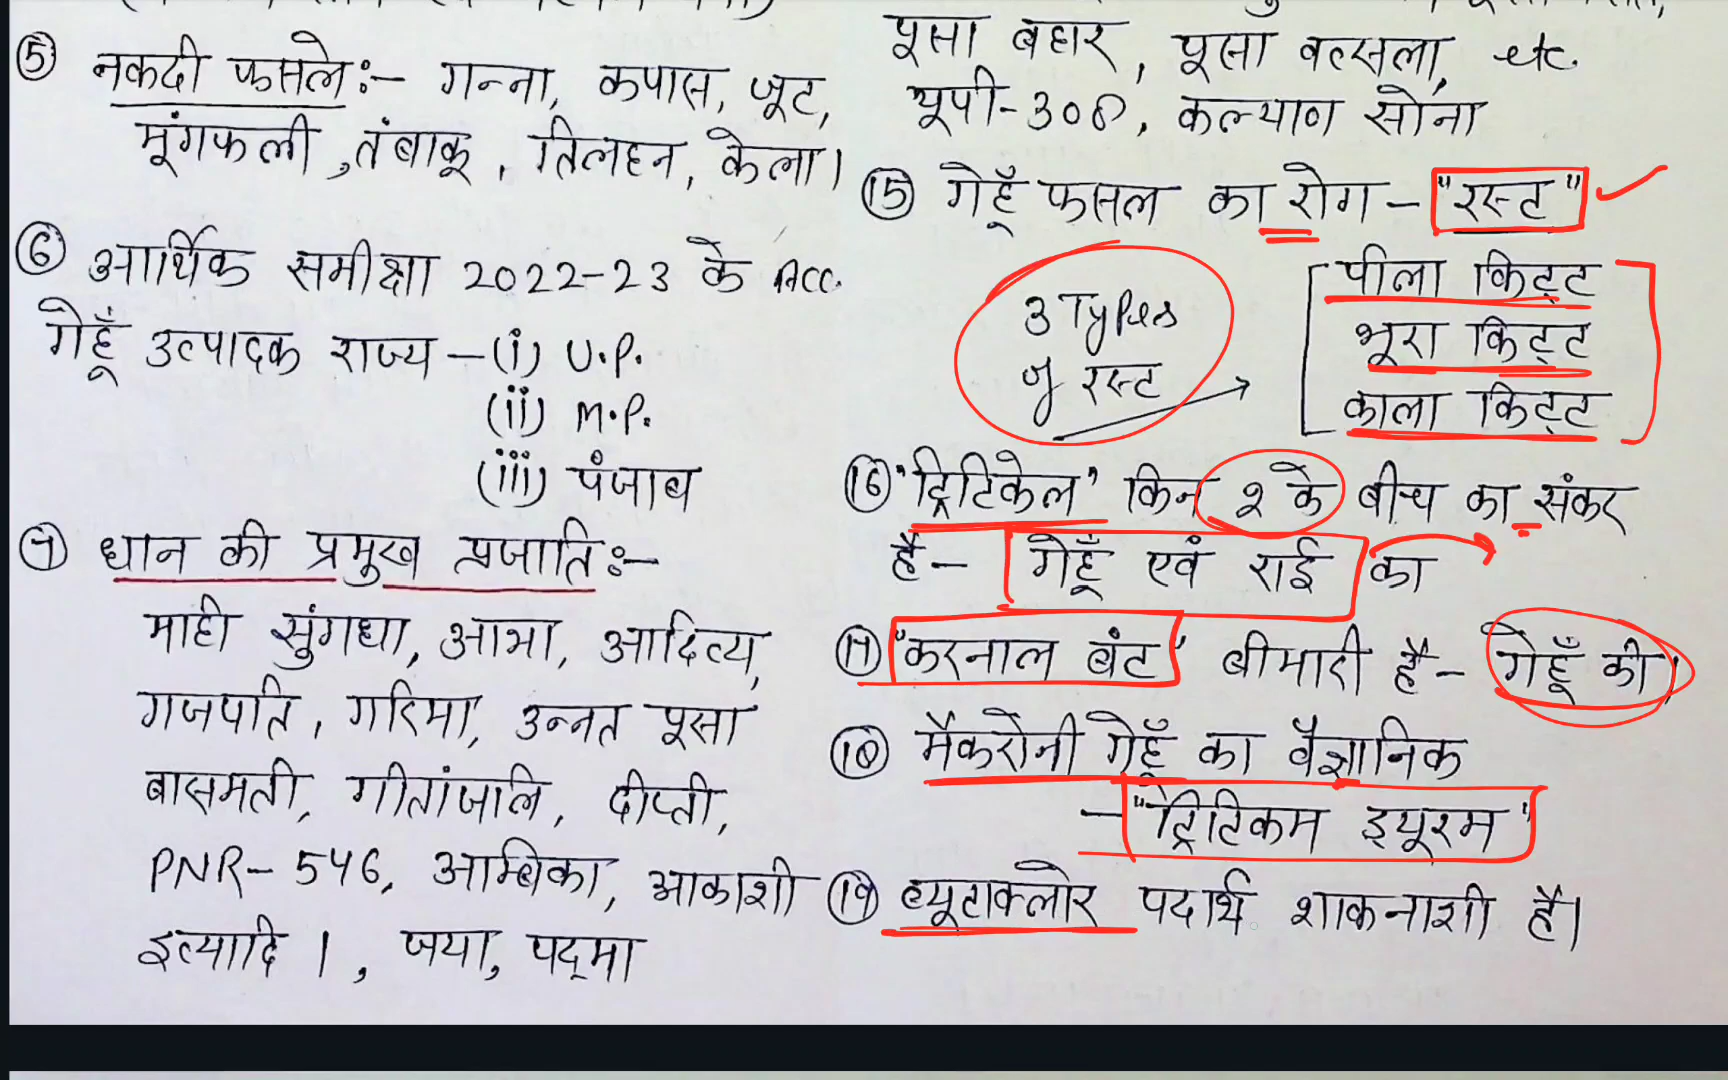 ⑤ नकदी फसले:- गन्ना, कपास, जूट,
मूंगफली, तंबाकू, तिलहन, केला।
⑥ आर्थिक समीक्षा 2022-23 के Acc.
गेहूँ उत्पादक राज्य - (i) U.P.
(ii) M.P.
(iii) पंजाब
⑦ धान की प्रमुख प्रजाति:-
माही सुंगधा, आभा, आदित्य,
गजपति, गरिमा, उन्नत पूसा
बासमती, गीतांजलि, दीप्ती,
PNR- 546, आम्बिका, आकाशी
इत्यादि ।, जया, पद्मा
पूसा बहार, पूसा वत्सला, etc.
यूपी-308, कल्याण सोना
⑮ गेहूँ फसल का रोग - "रस्ट"
3 Types
of रस्ट
पीला किट्ट
भूरा किट्ट
काला किट्ट
⑯ 'ट्रिटिकेल' किन 2 के बीच का संकर
है- गेहूँ एवं राई का
⑰ 'करनाल बंट' बीमारी है- गेहूँ की।
⑱ मैकरोनी गेहूँ का वैज्ञानिक
- "ट्रिटिकम ड्यूरम"
⑲ ब्यूटाक्लोर पदार्थ शाकनाशी है।